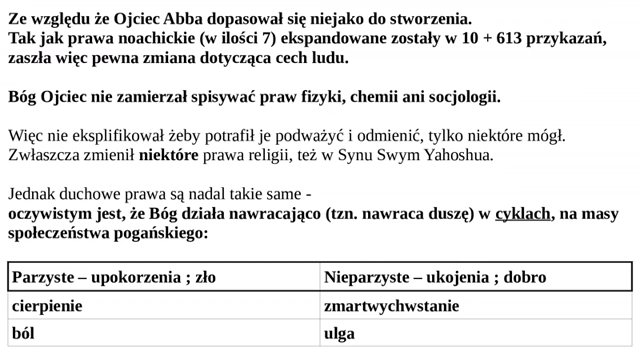 Ze względu że Ojciec Abba dopasował się niejako do stworzenia.
Tak jak prawa noachickie (w ilości 7) ekspandowane zostały w 10 + 613 przykazań,
zaszła więc pewna zmiana dotycząca cech ludu.
Bóg Ojciec nie zamierzał spisywać praw fizyki, chemii ani socjologii.
Więc nie eksplifikował żeby potrafił je podważyć i odmienić, tylko niektóre mógł.
Zwłaszcza zmienił niektóre prawa religii, też w Synu Swym Yahoshua.
Jednak duchowe prawa są nadal takie same -
oczywistym jest, że Bóg działa nawracająco (tzn. nawraca duszę) w cyklach, na masy
społeczeństwa pogańskiego:
Parzyste – upokorzenia ; zło Nieparzyste – ukojenia ; dobro
cierpienie zmartwychwstanie
ból ulga